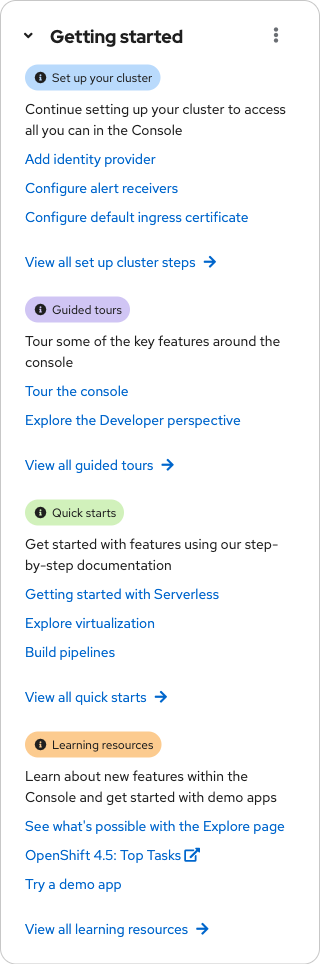 Getting started
Set up your cluster
Continue setting up your cluster to access
all you can in the Console
Add identity provider
Configure alert receivers
Configure default ingress certificate
View all set up cluster steps
Guided tours
Tour some of the key features around the
console
Tour the console
Explore the Developer perspective
View all guided tours
Quick starts
Get started with features using our step-
by-step documentation
Getting started with Serverless
Explore virtualization
Build pipelines
View all quick starts
Learning resources
Learn about new features within the
Console and get started with demo apps
See what's possible with the Explore page
OpenShift 4.5: Top Tasks
Try a demo app
View all learning resources